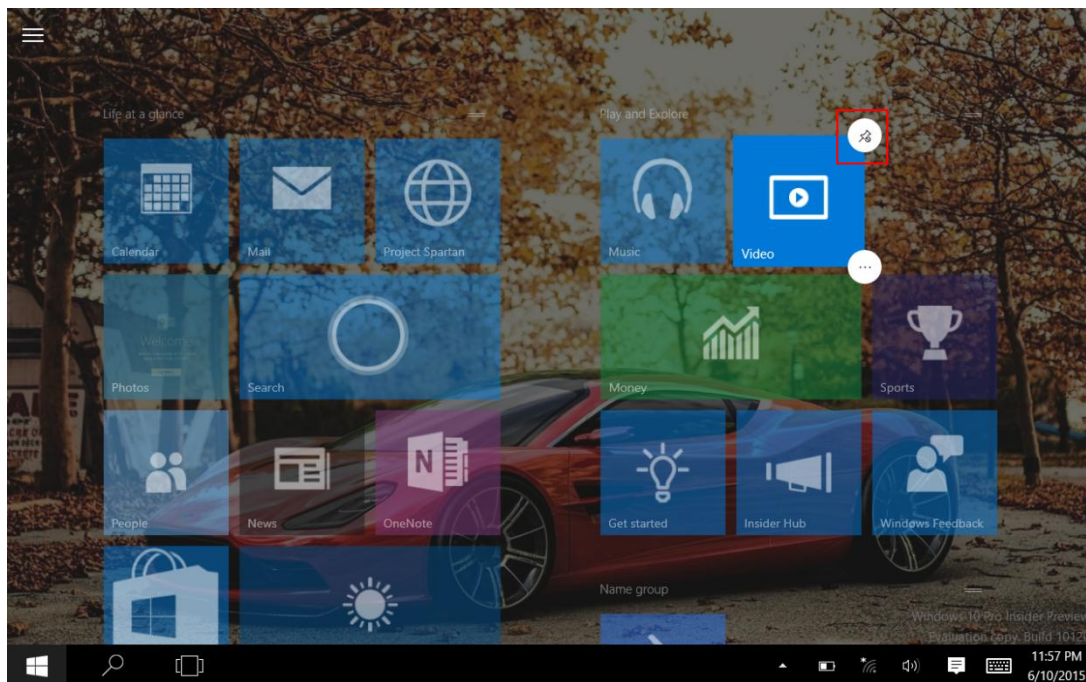 Life at a glance
Play and Explore
Calendar
Mail
Project Spartan
Music
Video
Welcome
Photos
Search
Money
Sports
People
News
OneNote
Get started
Insider Hub
Windows Feedback
Name group
Windows 10 Pro Insider Preview
Evaluation copy. Build 1012
11:57 PM
6/10/2015